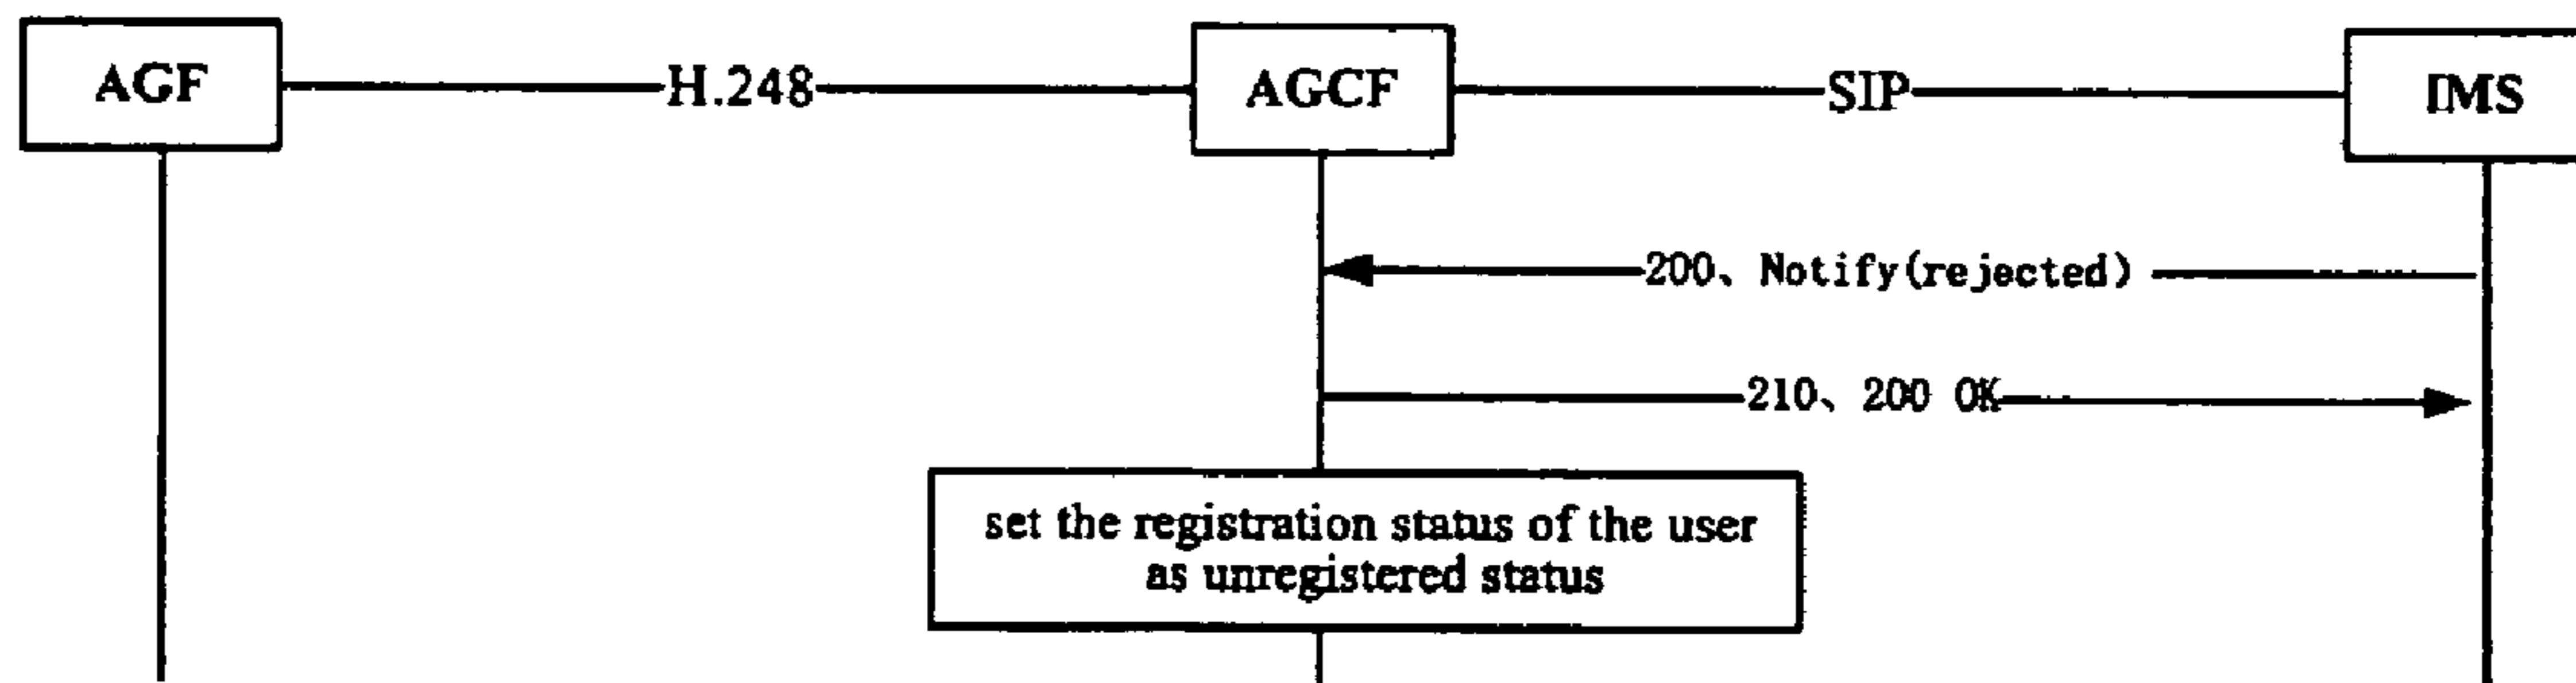 AGF H.248 AGCF SIP IMS
200、Notify(rejected)
210、200 OK
set the registration status of the user
as unregistered status